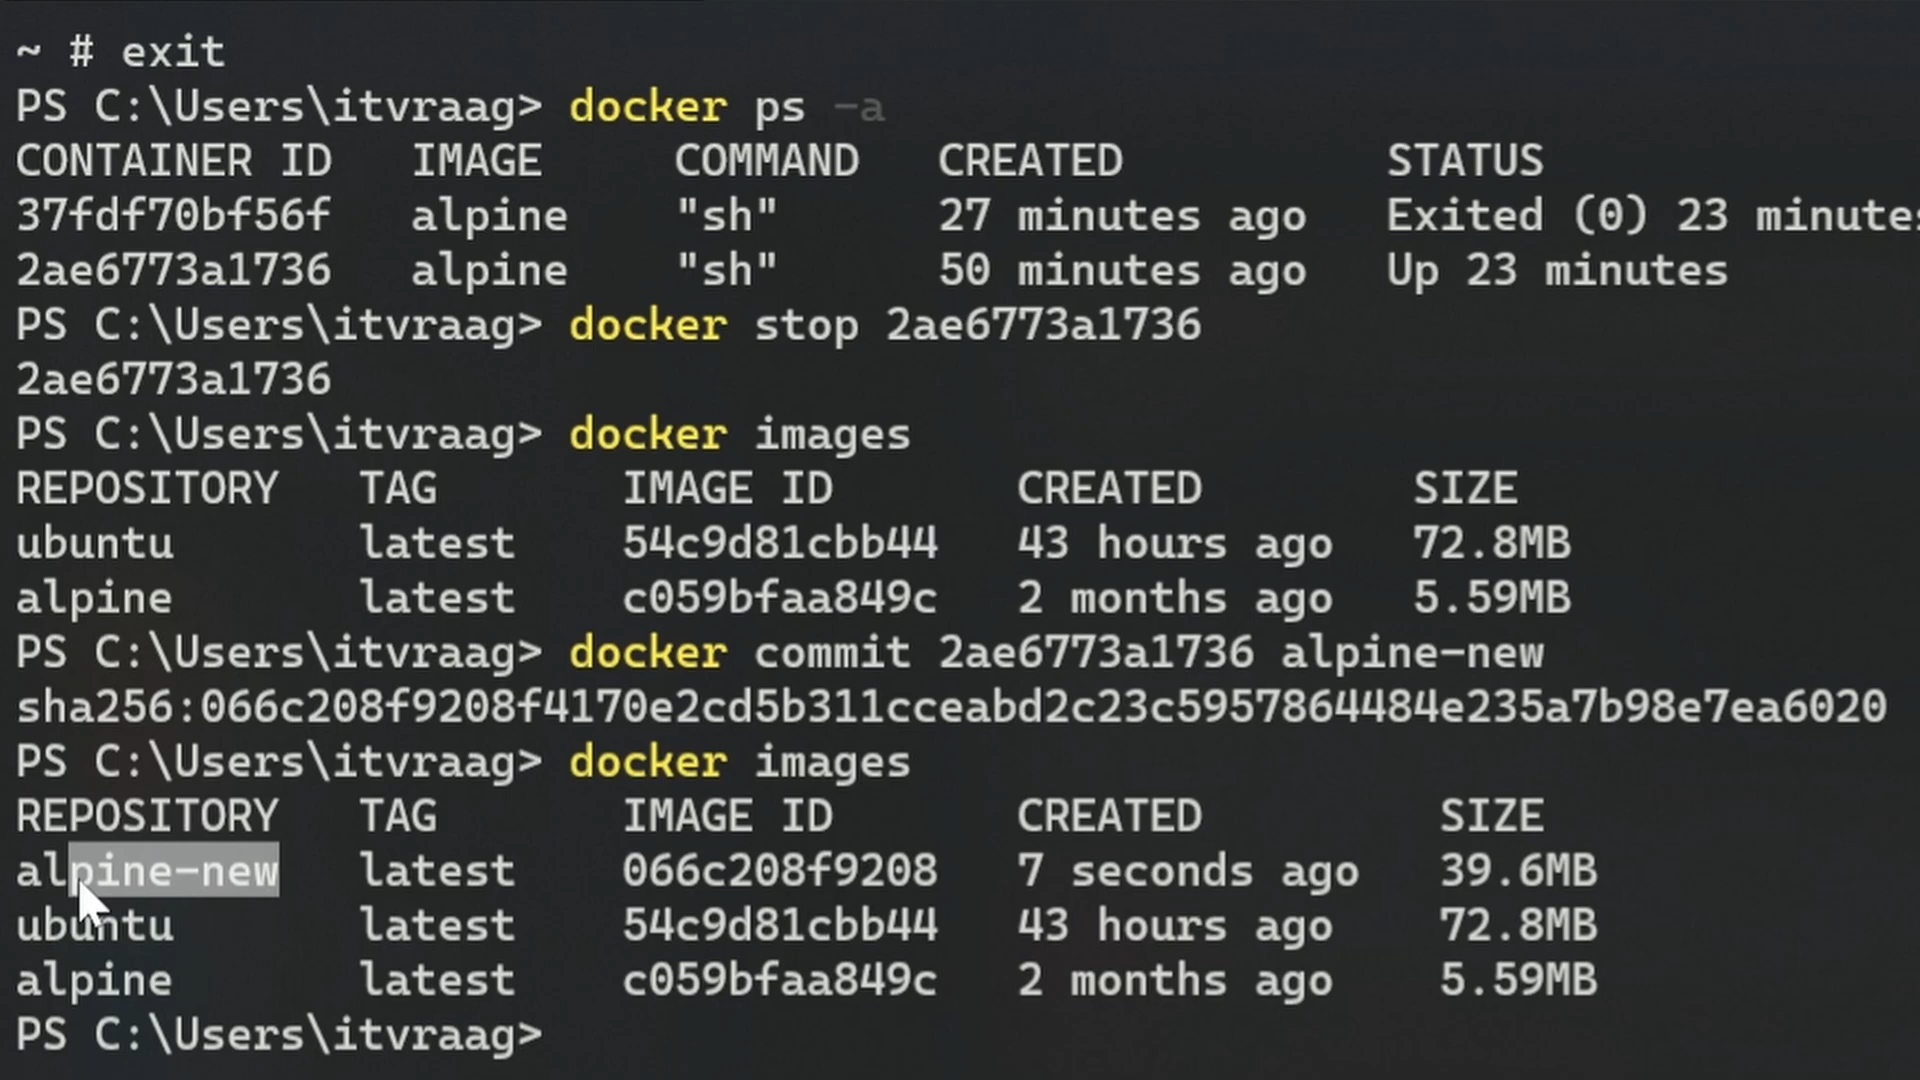 ~ # exit
PS C:\Users\itvraag> docker ps -a
CONTAINER ID   IMAGE     COMMAND   CREATED          STATUS
37fdf70bf56f   alpine    "sh"      27 minutes ago   Exited (0) 23 minutes
2ae6773a1736   alpine    "sh"      50 minutes ago   Up 23 minutes
PS C:\Users\itvraag> docker stop 2ae6773a1736
2ae6773a1736
PS C:\Users\itvraag> docker images
REPOSITORY   TAG       IMAGE ID       CREATED        SIZE
ubuntu       latest    54c9d81cbb44   43 hours ago   72.8MB
alpine       latest    c059bfaa849c   2 months ago   5.59MB
PS C:\Users\itvraag> docker commit 2ae6773a1736 alpine-new
sha256:066c208f9208f4170e2cd5b311cceabd2c23c5957864484e235a7b98e7ea6020
PS C:\Users\itvraag> docker images
REPOSITORY   TAG       IMAGE ID       CREATED         SIZE
alpine-new   latest    066c208f9208   7 seconds ago   39.6MB
ubuntu       latest    54c9d81cbb44   43 hours ago    72.8MB
alpine       latest    c059bfaa849c   2 months ago    5.59MB
PS C:\Users\itvraag>